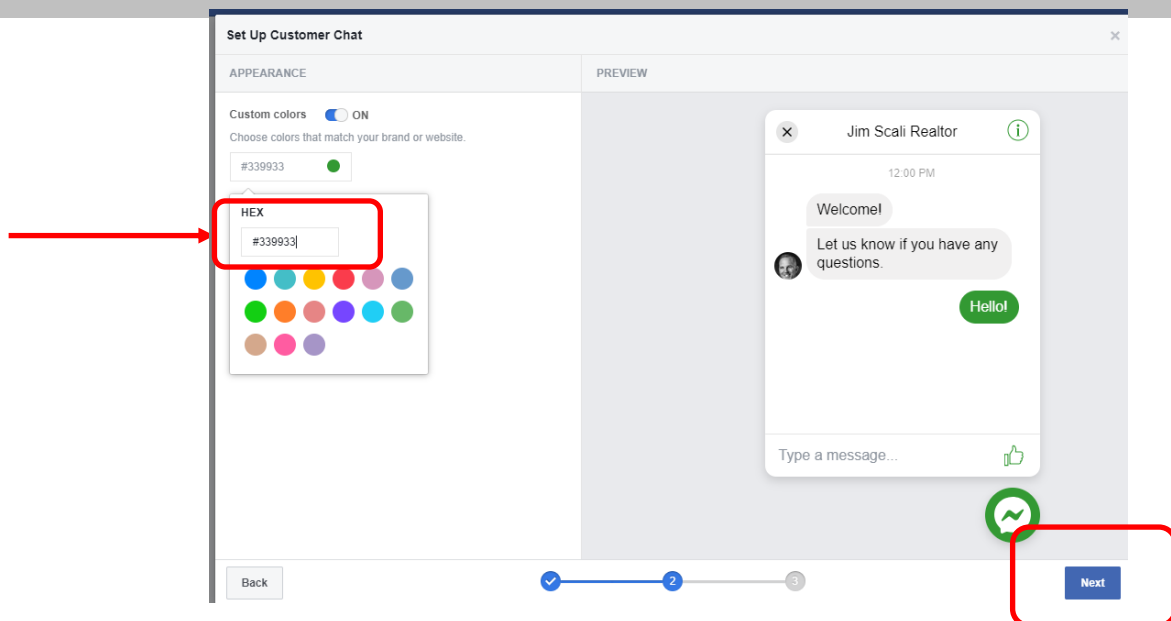 Set Up Customer Chat
APPEARANCE
PREVIEW
Custom colors ON
Choose colors that match your brand or website.
#339933
HEX
#339933
Jim Scali Realtor
12:00 PM
Welcome!
Let us know if you have any
questions.
Hello!
Type a message...
Back
2
3
Next